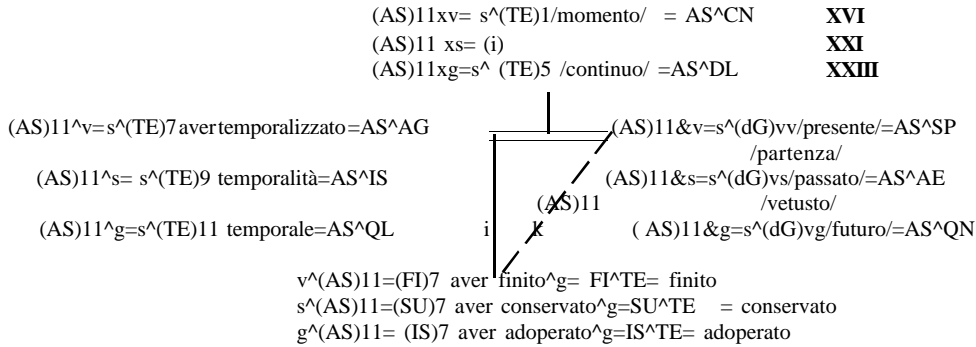 (AS)11xv= s^(TE)1/momento/ = AS^CN XVI
(AS)11 xs= (i) XXI
(AS)11xg=s^ (TE)5 /continuo/ =AS^DL XXIII
(AS)11^v=s^(TE)7 aver temporalizzato=AS^AG (AS)11&v=s^(dG)vv/presente/=AS^SP
/partenza/
(AS)11^s= s^(TE)9 temporalità=AS^IS (AS)11&s=s^(dG)vs/passato/=AS^AE
(AS)11 /vetusto/
(AS)11^g=s^(TE)11 temporale=AS^QL i k ( AS)11&g=s^(dG)vg/futuro/=AS^QN
v^(AS)11=(FI)7 aver finito^g= FI^TE= finito
s^(AS)11=(SU)7 aver conservato^g=SU^TE = conservato
g^(AS)11= (IS)7 aver adoperato^g=IS^TE= adoperato